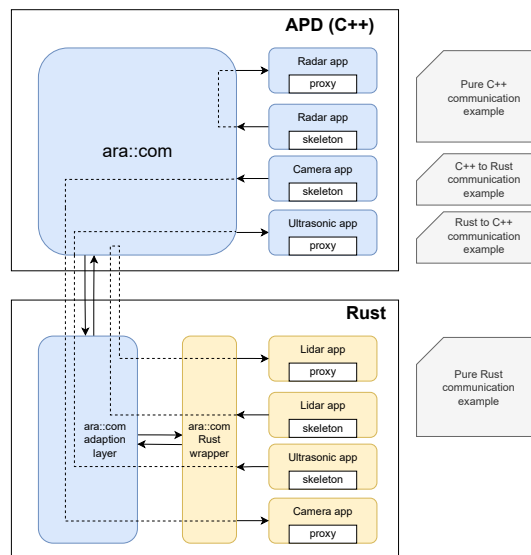 APD (C++)
ara::com
Radar app
proxy
Radar app
skeleton
Camera app
skeleton
Ultrasonic app
proxy
Pure C++
communication
example
C++ to Rust
communication
example
Rust to C++
communication
example
Rust
ara::com
adaption
layer
ara::com
Rust
wrapper
Lidar app
proxy
Lidar app
skeleton
Ultrasonic app
skeleton
Camera app
proxy
Pure Rust
communication
example